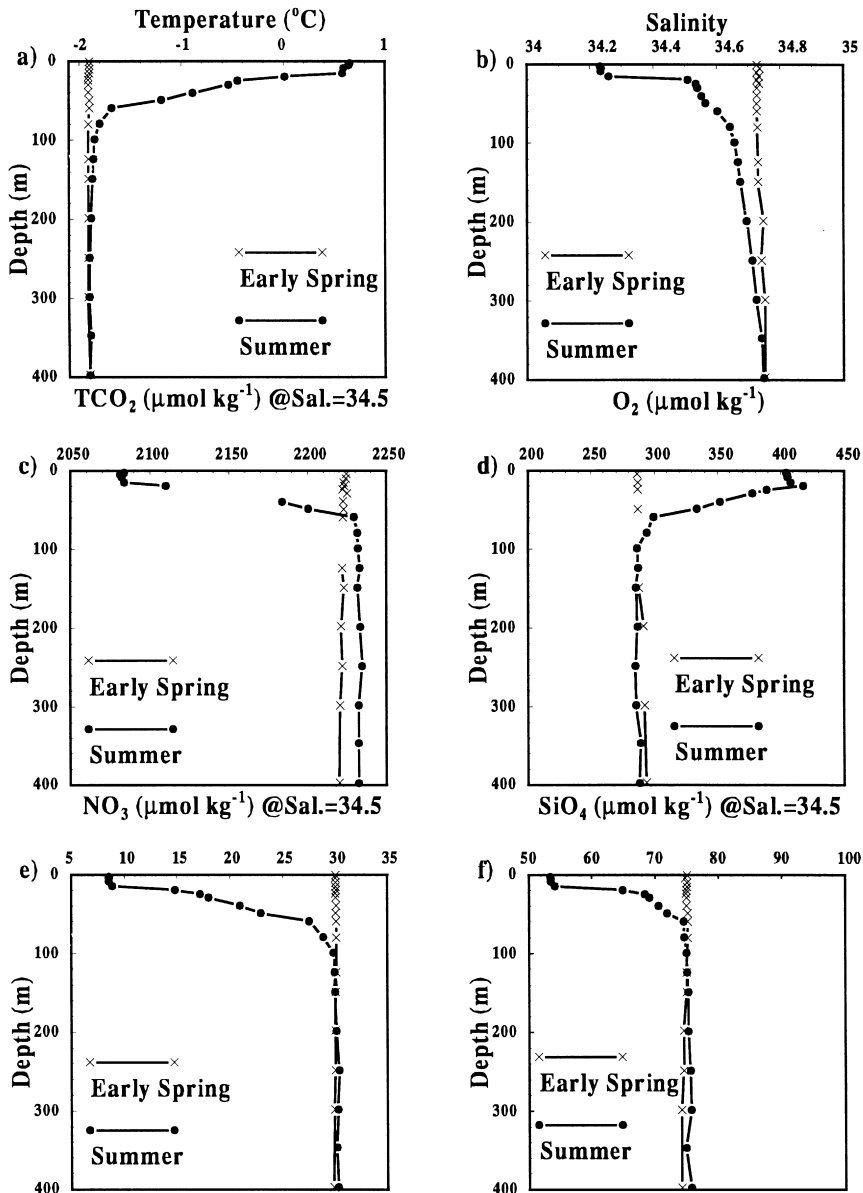 Temperature (°C)
-2 -1 0 1
a)
0
100
200
300
400
Depth (m)
Early Spring
Summer
Salinity
34 34.2 34.4 34.6 34.8 35
b)
0
100
200
300
400
Depth (m)
Early Spring
Summer
TCO₂ (μmol kg⁻¹) @Sal.=34.5
2050 2100 2150 2200 2250
c)
0
100
200
300
400
Depth (m)
Early Spring
Summer
O₂ (μmol kg⁻¹)
200 250 300 350 400 450
d)
0
100
200
300
400
Depth (m)
Early Spring
Summer
NO₃ (μmol kg⁻¹) @Sal.=34.5
5 10 15 20 25 30 35
e)
0
100
200
300
400
Depth (m)
Early Spring
Summer
SiO₄ (μmol kg⁻¹) @Sal.=34.5
50 60 70 80 90 100
f)
0
100
200
300
400
Depth (m)
Early Spring
Summer